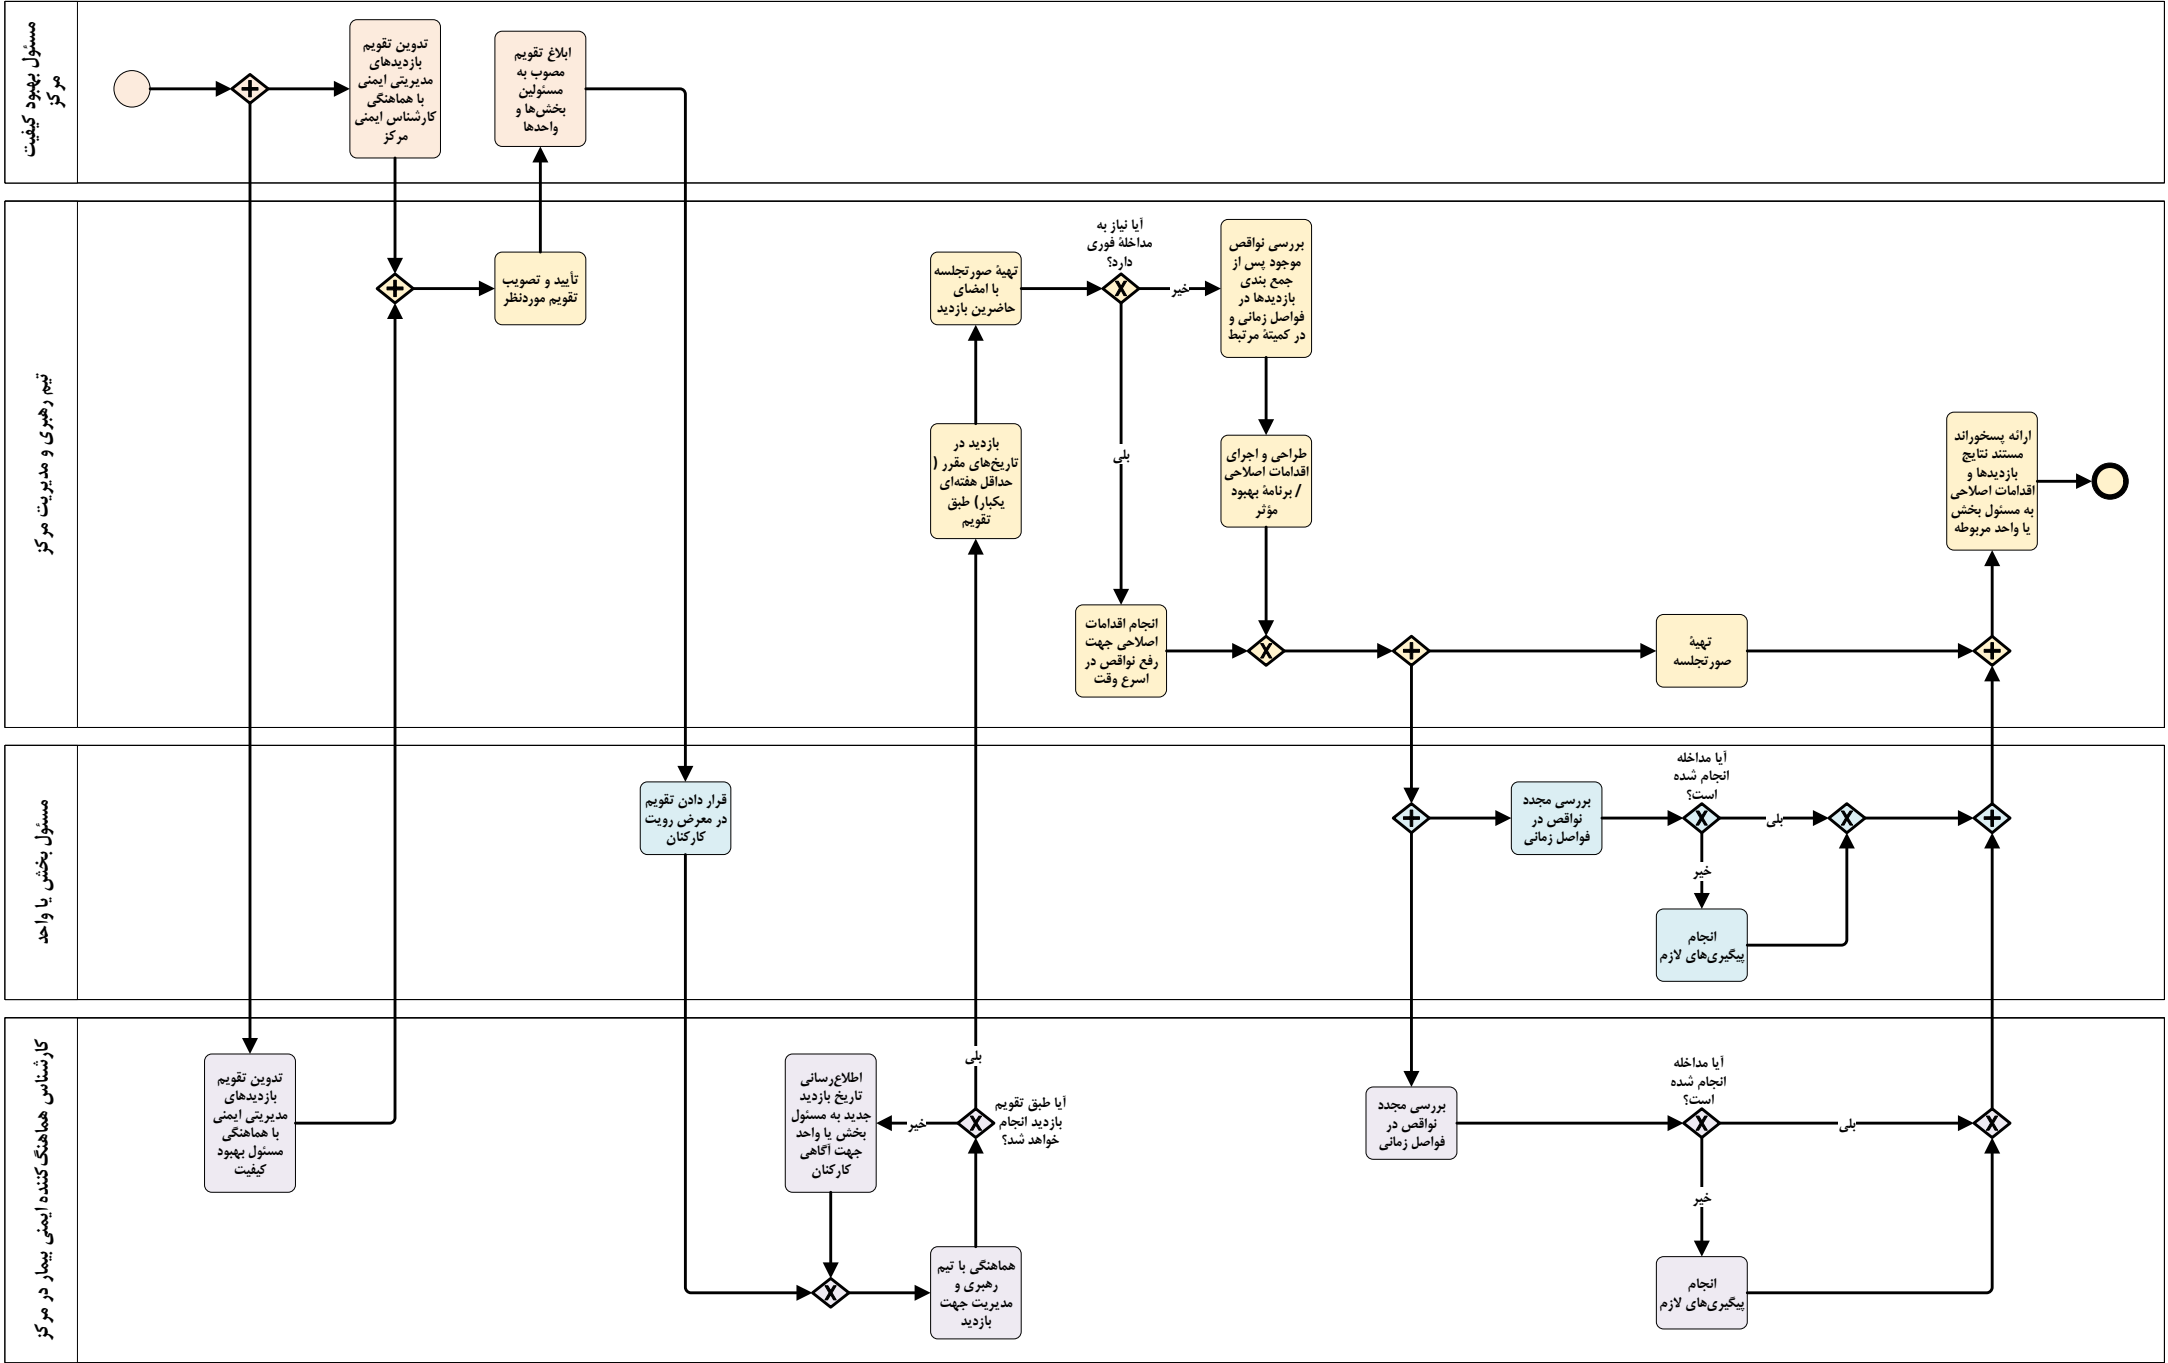 مسئول بهبود کیفیت
مرکز
تدوین تقویم
بازدیدهای
مدیریتی ایمنی
با هماهنگی
کارشناس ایمنی
مرکز
ابلاغ تقویم
مصوب به
مسئولین
بخش‌ها و
واحدها
تیم رهبری و مدیریت مرکز
تأیید و تصویب
تقویم موردنظر
تهیهٔ صورتجلسه
با امضای
حاضرین بازدید
آیا نیاز به
مداخلهٔ فوری
دارد؟
خیر
بلی
بررسی نواقص
موجود پس از
جمع بندی
بازدیدها در
فواصل زمانی و
در کمیتهٔ مرتبط
بازدید در
تاریخ‌های مقرر (
حداقل هفته‌ای
یکبار) طبق
تقویم
طراحی و اجرای
اقدامات اصلاحی
/ برنامهٔ بهبود
مؤثر
انجام اقدامات
اصلاحی جهت
رفع نواقص در
اسرع وقت
تهیهٔ
صورتجلسه
ارائه پسخوراند
مستند نتایج
بازدیدها و
اقدامات اصلاحی
به مسئول بخش
یا واحد مربوطه
مسئول بخش یا واحد
قرار دادن تقویم
در معرض رویت
کارکنان
بررسی مجدد
نواقص در
فواصل زمانی
آیا مداخله
انجام شده
است؟
بلی
خیر
انجام
پیگیری‌های لازم
کارشناس هماهنگ‌کننده ایمنی بیمار در مرکز
تدوین تقویم
بازدیدهای
مدیریتی ایمنی
با هماهنگی
مسئول بهبود
کیفیت
اطلاع‌رسانی
تاریخ بازدید
جدید به مسئول
بخش یا واحد
جهت آگاهی
کارکنان
خیر
بلی
آیا طبق تقویم
بازدید انجام
خواهد شد؟
هماهنگی با تیم
رهبری و
مدیریت جهت
بازدید
بررسی مجدد
نواقص در
فواصل زمانی
آیا مداخله
انجام شده
است؟
بلی
خیر
انجام
پیگیری‌های لازم